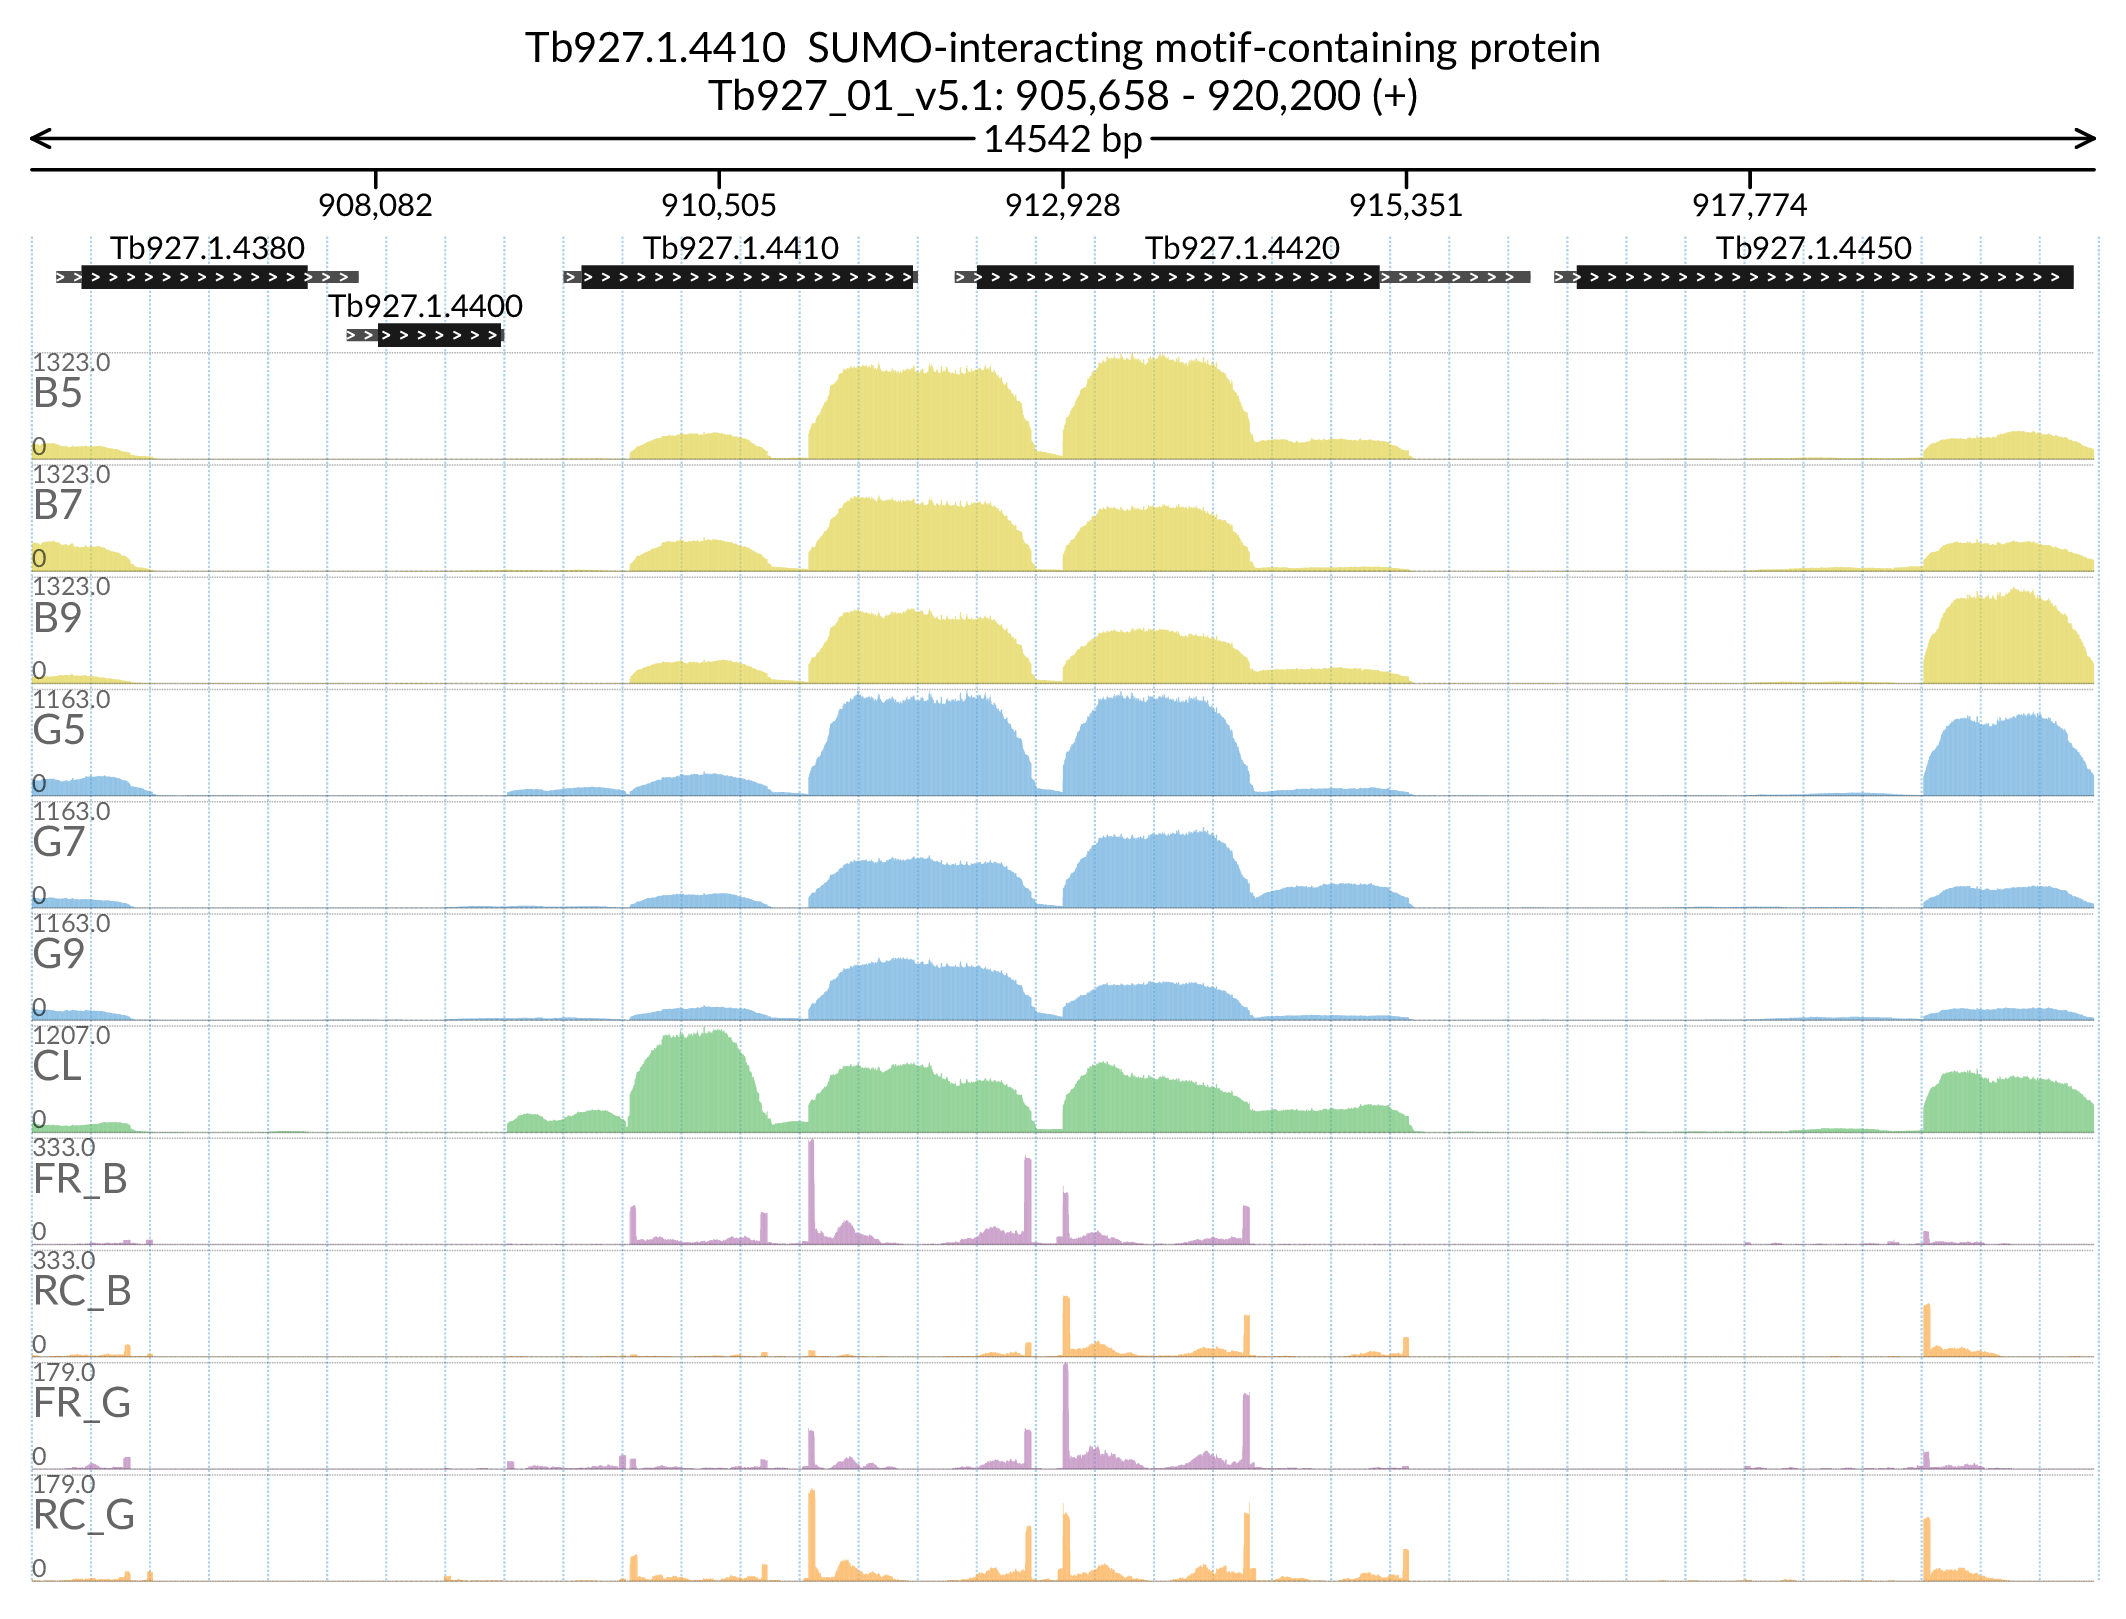 Tb927.1.4410 SUMO-interacting motif-containing protein
Tb927_01_v5.1: 905,658 - 920,200 (+)
14542 bp
908,082 910,505 912,928 915,351 917,774
Tb927.1.4380 Tb927.1.4410 Tb927.1.4420 Tb927.1.4450
Tb927.1.4400
1323.0
B5
0
1323.0
B7
0
1323.0
B9
0
1163.0
G5
0
1163.0
G7
0
1163.0
G9
0
1207.0
CL
0
333.0
FR_B
0
333.0
RC_B
0
179.0
FR_G
0
179.0
RC_G
0